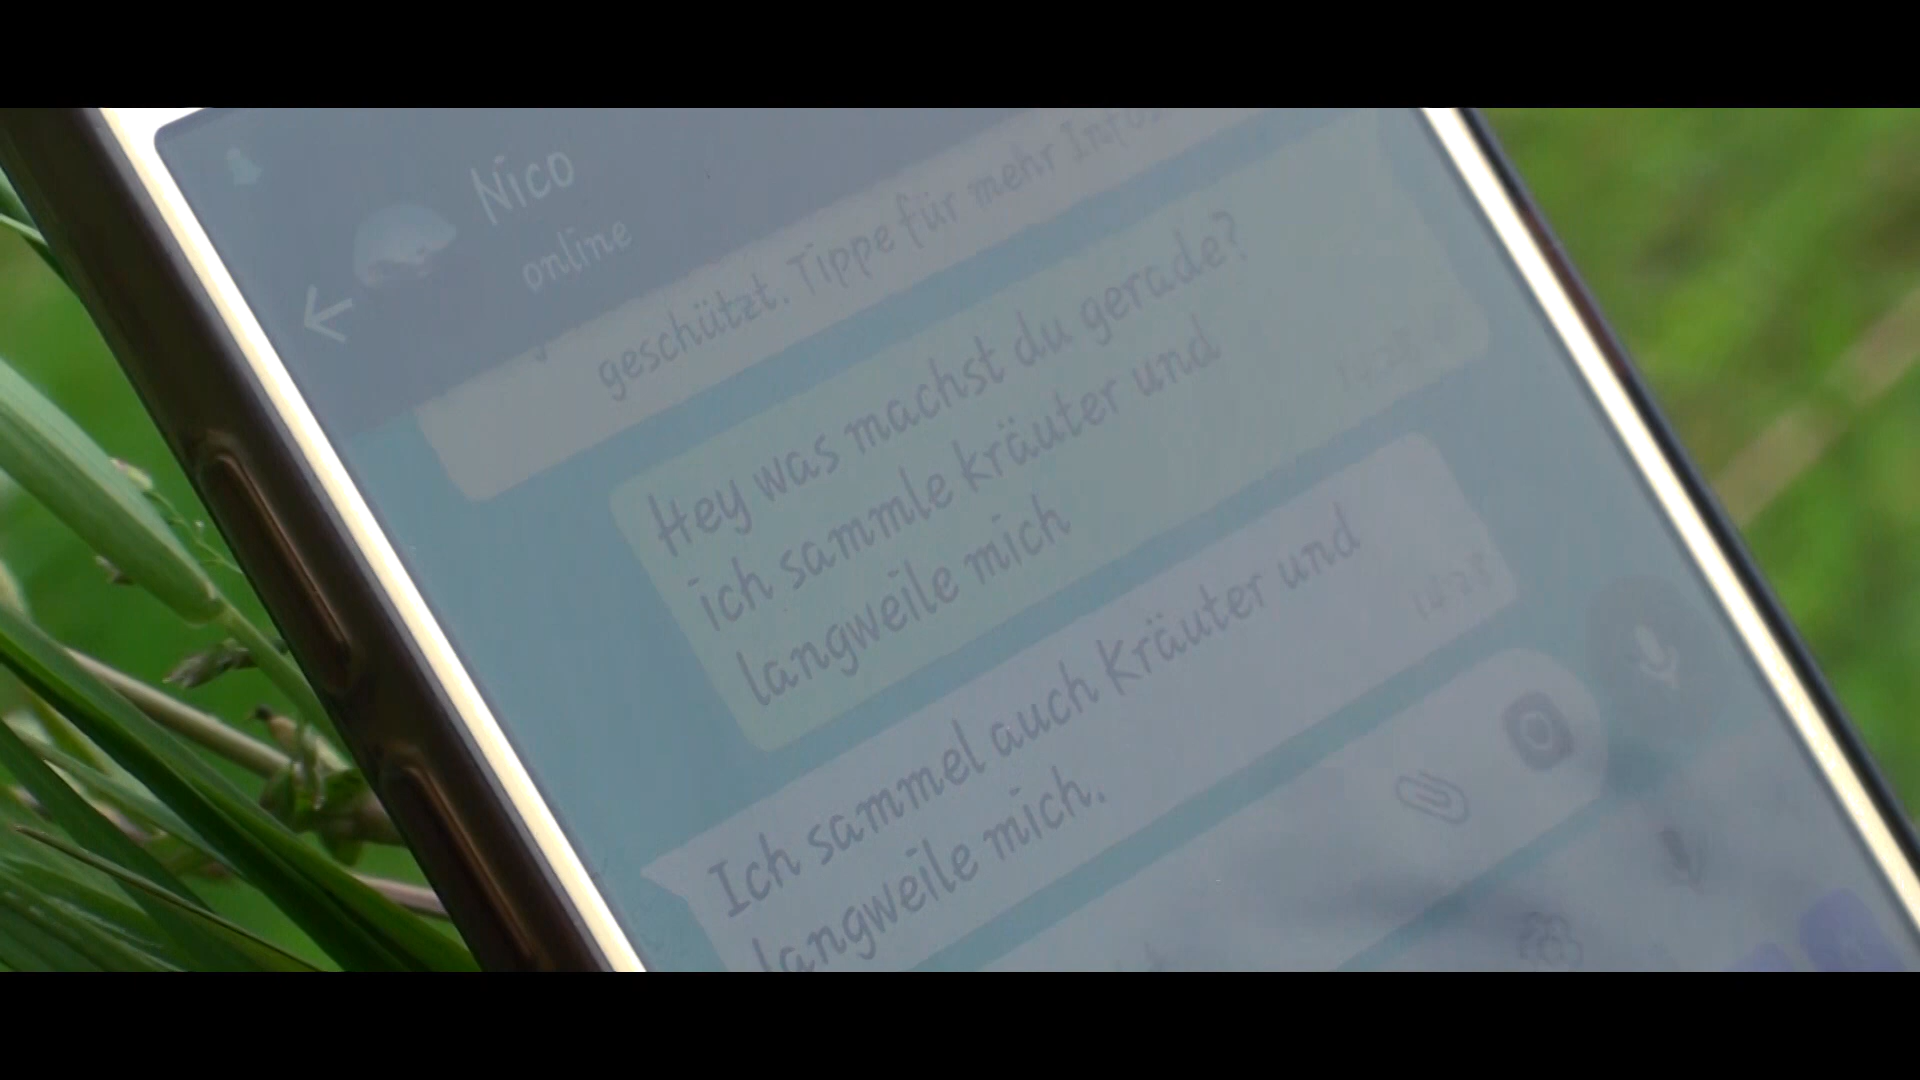 Nico
online
geschützt. Tippe für mehr Infos
Hey was machst du gerade?
ich sammle kräuter und
langweile mich
Ich sammel auch Kräuter und
langweile mich.